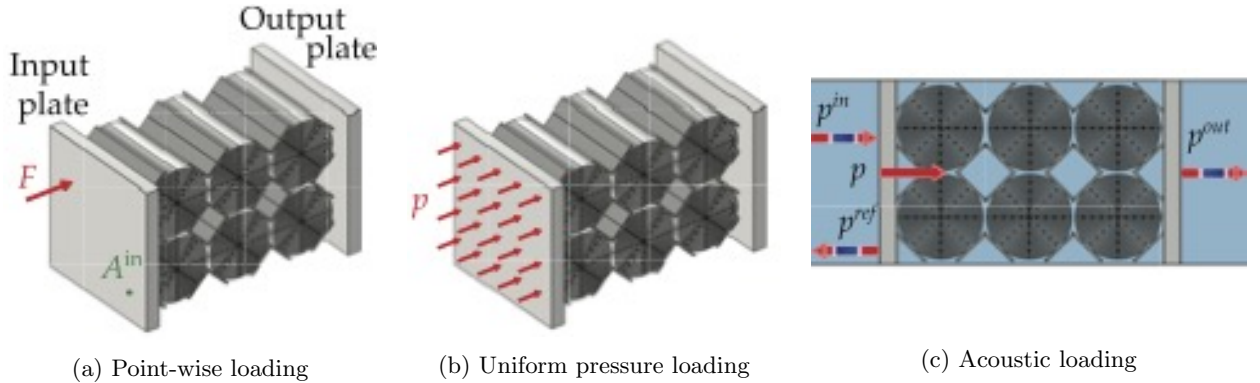 Input
plate
Output
plate
F
A^in
(a) Point-wise loading
p
(b) Uniform pressure loading
p^in
p
p^ref
p^out
(c) Acoustic loading